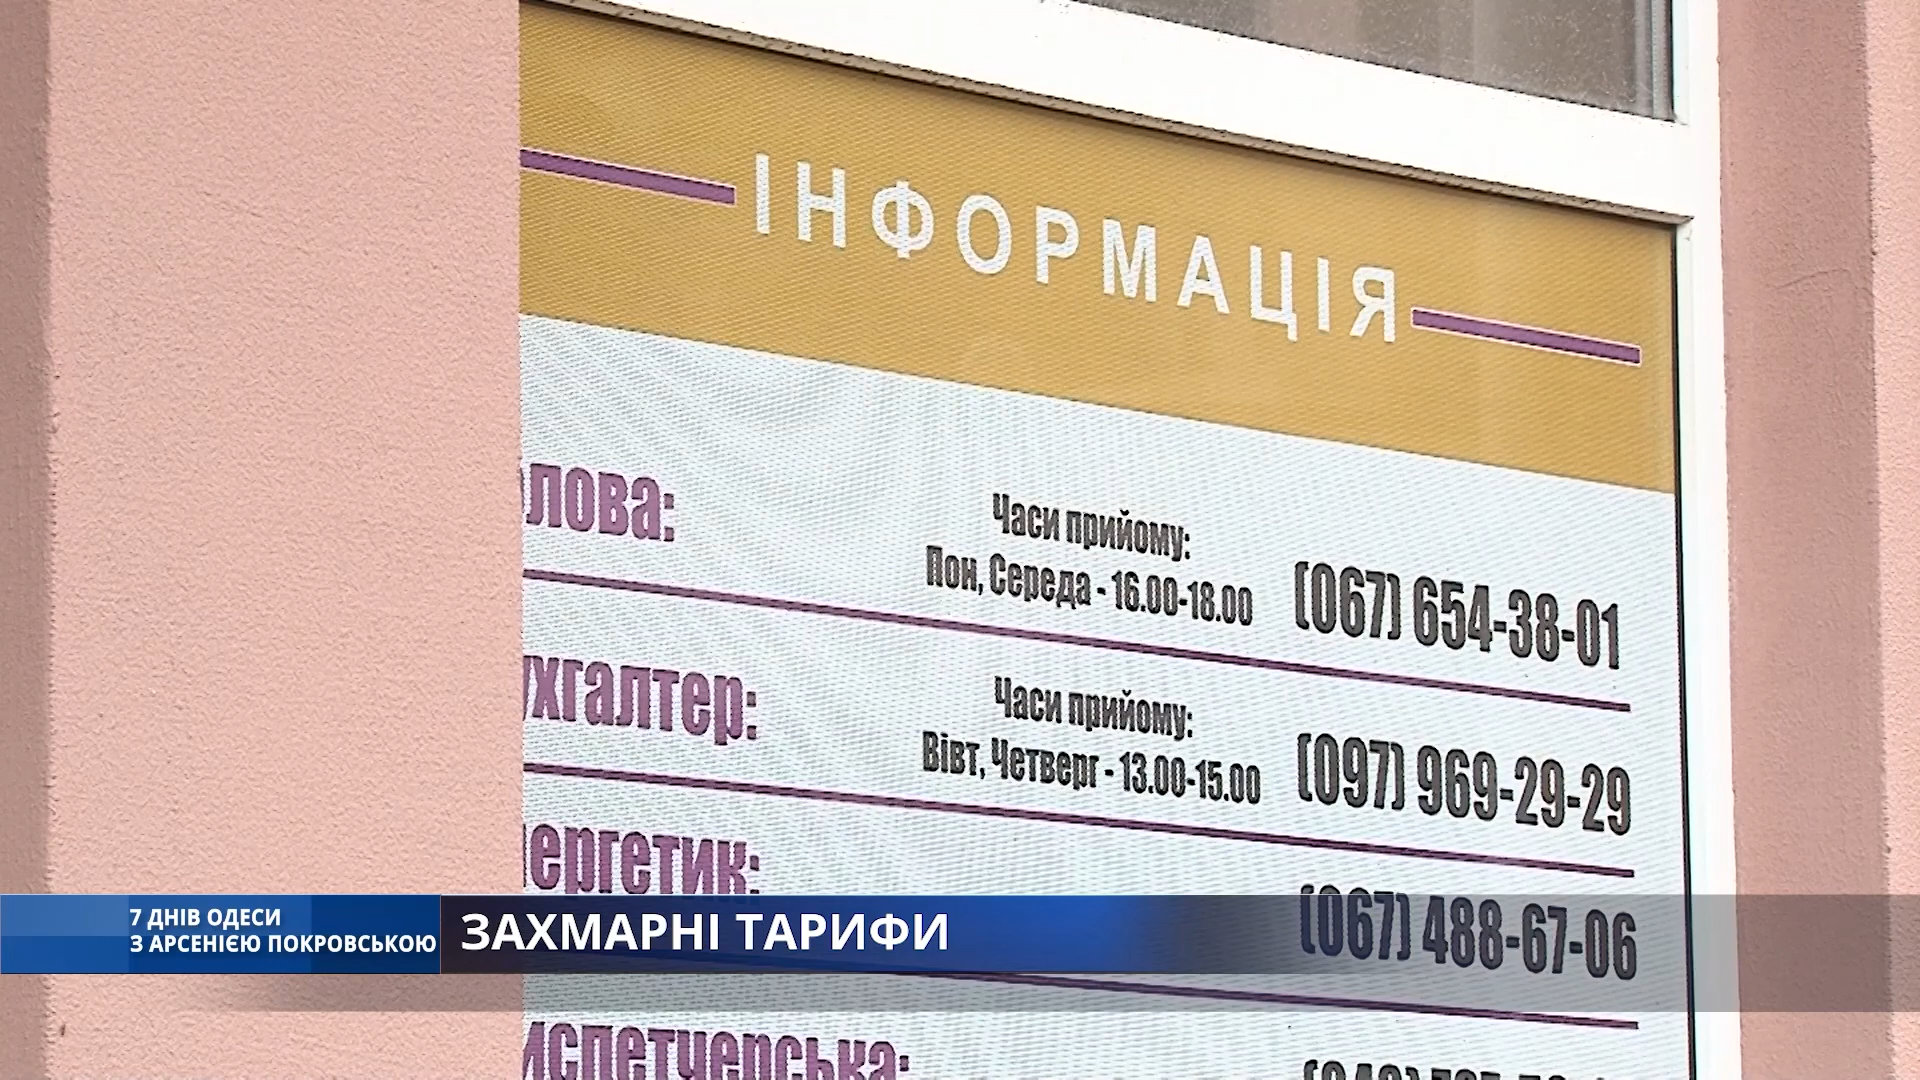 ІНФОРМАЦІЯ
лова:
Часи прийому:
Пон, Середа - 16.00-18.00
(067) 654-38-01
ухгалтер:
Часи прийому:
Вівт, Четверг - 13.00-15.00
(097) 969-29-29
ергетик:
(067) 488-67-06
7 ДНІВ ОДЕСИ
З АРСЕНІЄЮ ПОКРОВСЬКОЮ
ЗАХМАРНІ ТАРИФИ
испетчерська: